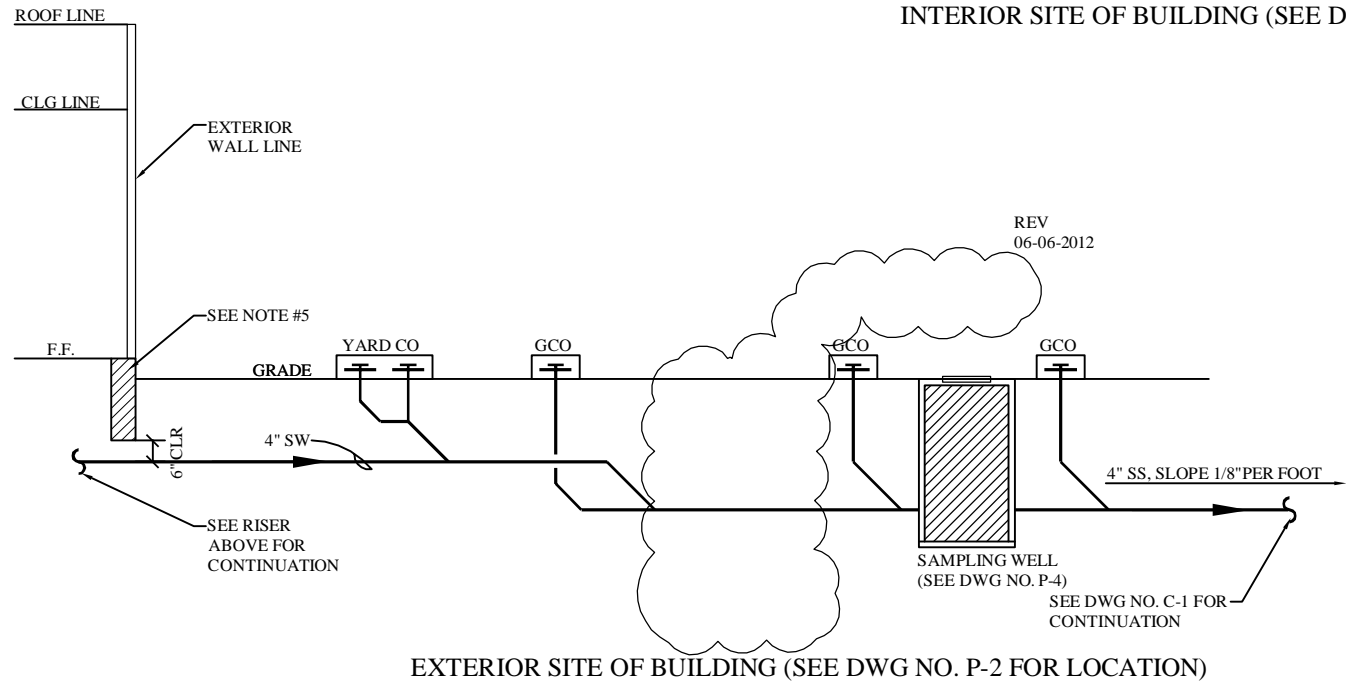 ROOF LINE
INTERIOR SITE OF BUILDING (SEE D
CLG LINE
EXTERIOR
WALL LINE
REV
06-06-2012
SEE NOTE #5
F.F.
GRADE
YARD CO
GCO
GCO
GCO
6" CLR
4" SW
4" SS, SLOPE 1/8"PER FOOT
SEE RISER
ABOVE FOR
CONTINUATION
SAMPLING WELL
(SEE DWG NO. P-4)
SEE DWG NO. C-1 FOR
CONTINUATION
EXTERIOR SITE OF BUILDING (SEE DWG NO. P-2 FOR LOCATION)